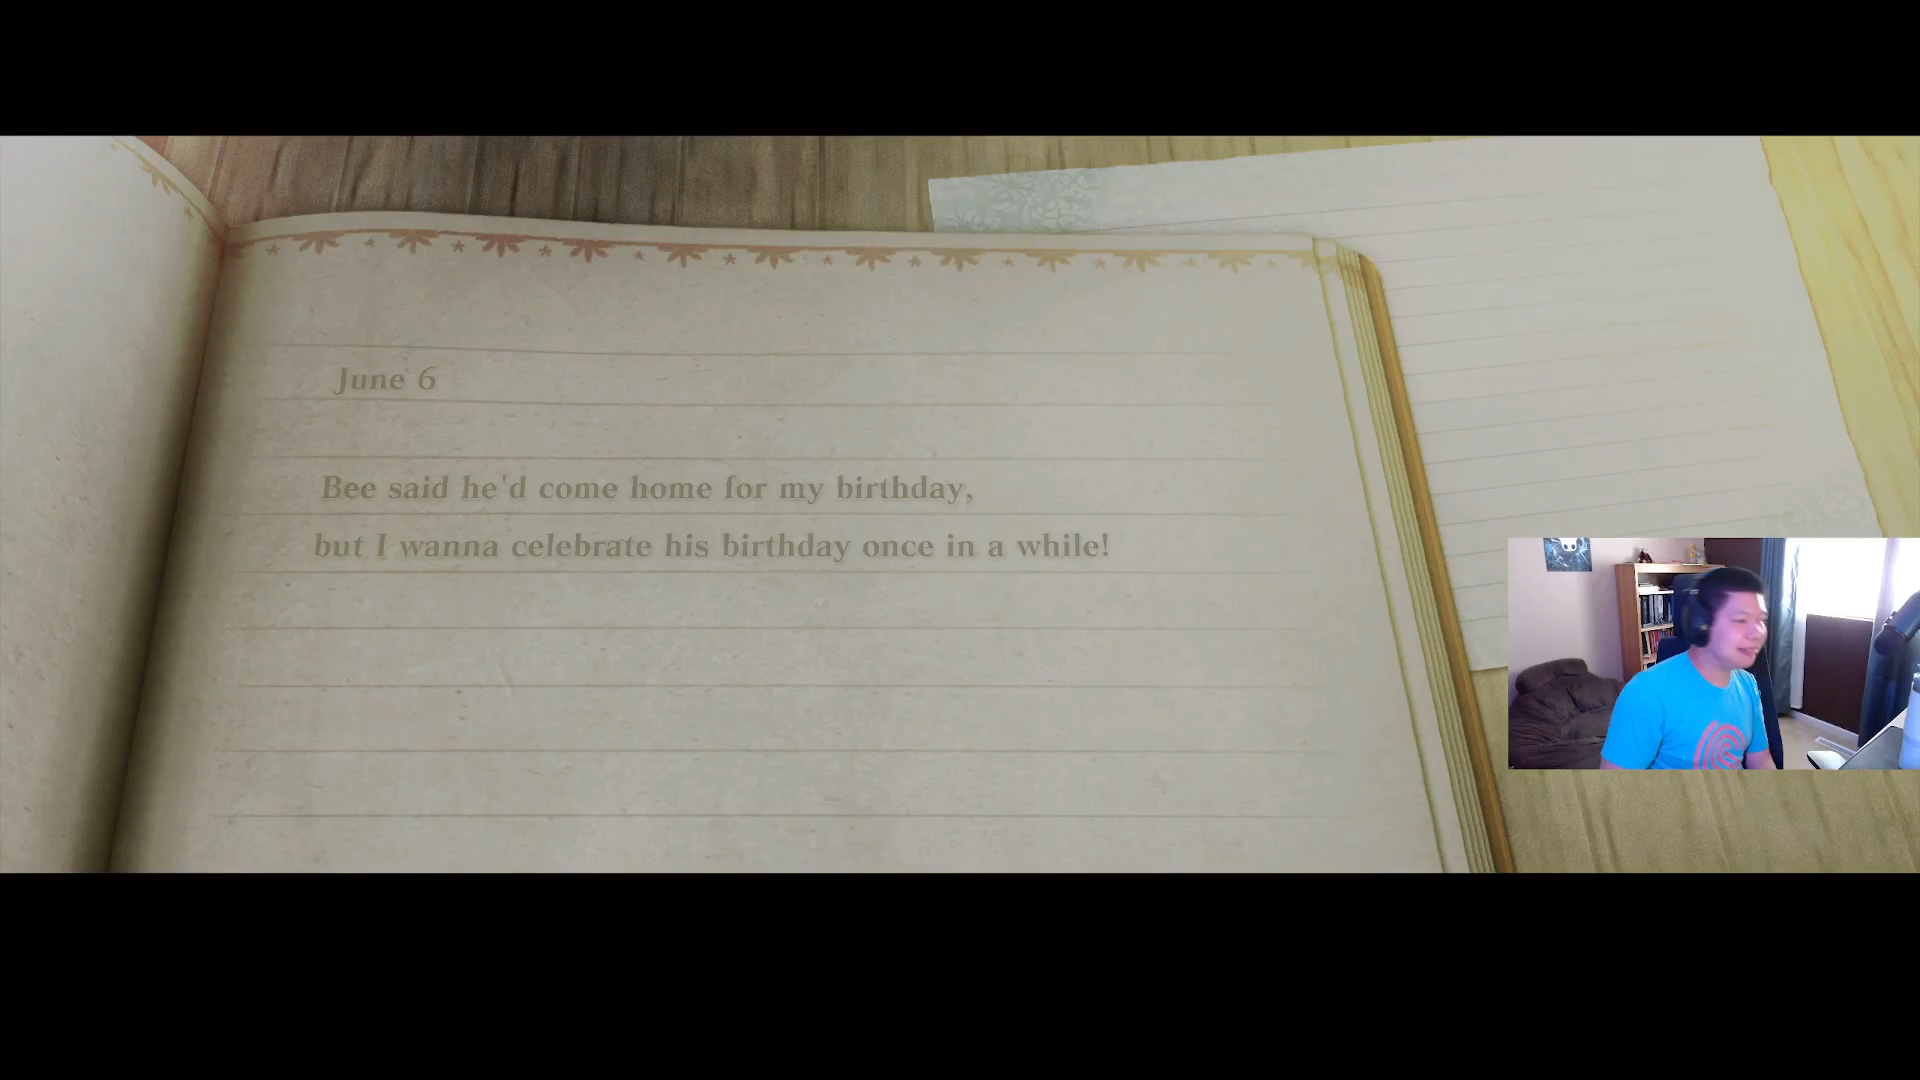 June 6
Bee said he'd come home for my birthday,
but I wanna celebrate his birthday once in a while!